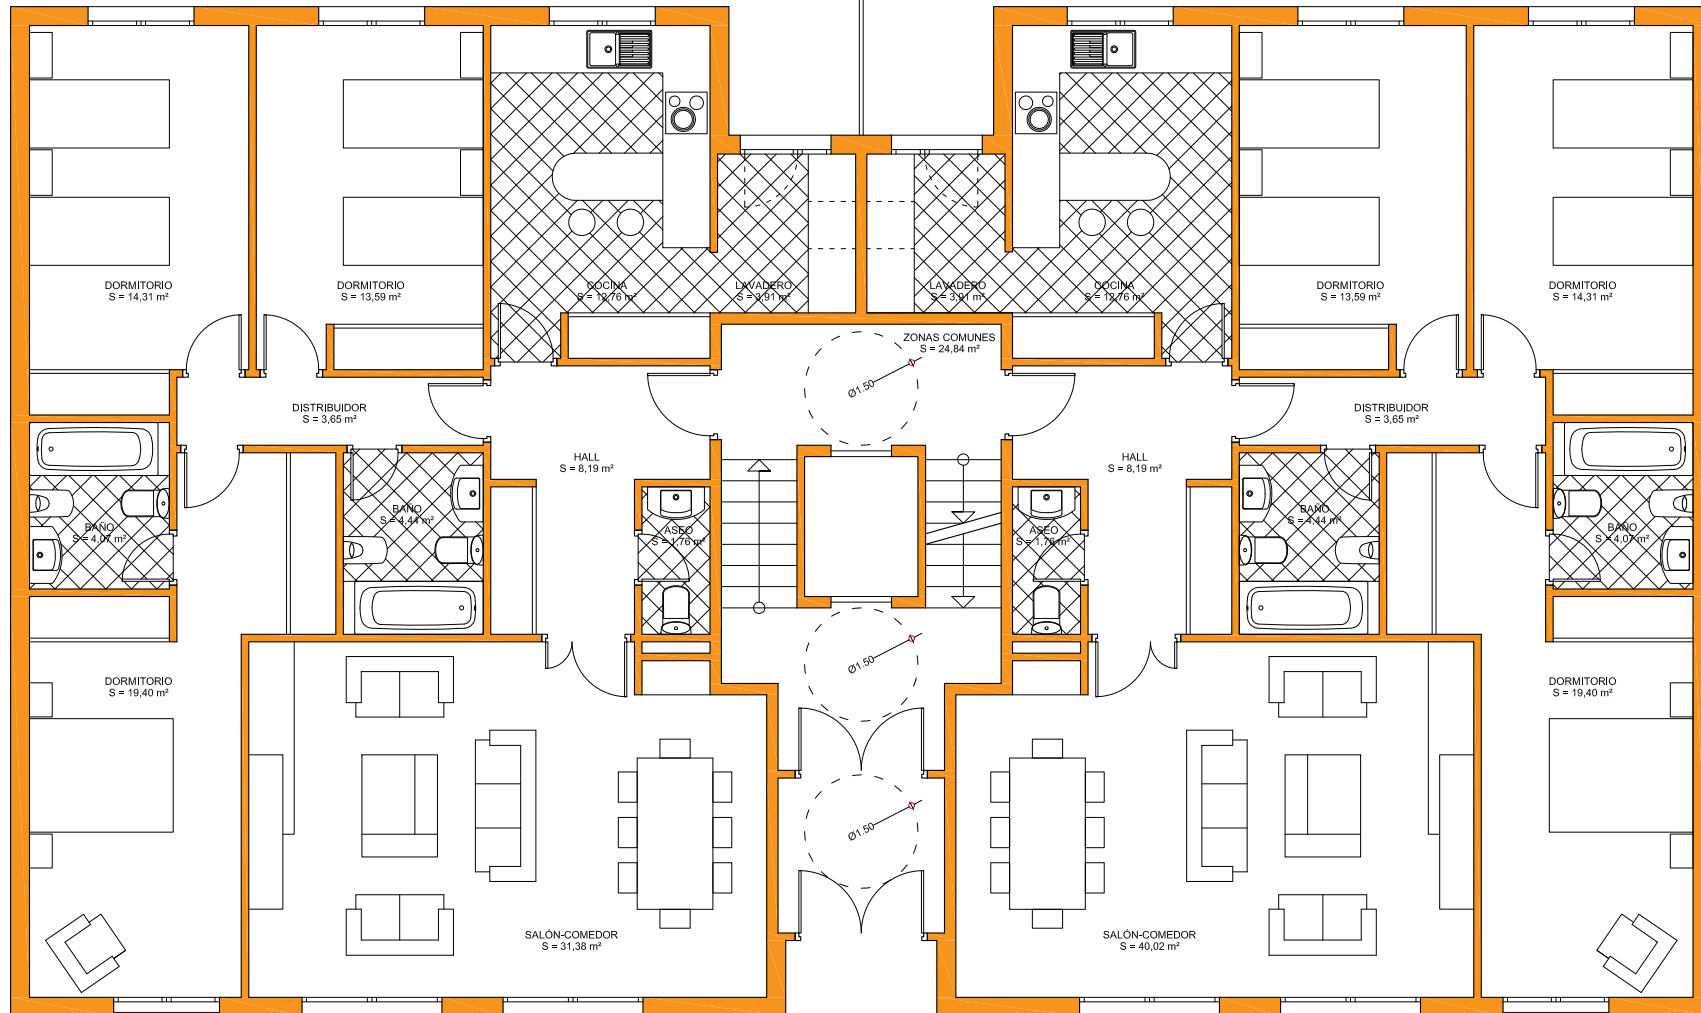 DORMITORIO
S = 14,31 m²
DORMITORIO
S = 13,59 m²
COCINA
S = 12,76 m²
LAVADERO
S = 3,91 m²
LAVADERO
S = 3,91 m²
COCINA
S = 12,76 m²
DORMITORIO
S = 13,59 m²
DORMITORIO
S = 14,31 m²
ZONAS COMUNES
S = 24,84 m²
Ø1.50
DISTRIBUIDOR
S = 3,65 m²
DISTRIBUIDOR
S = 3,65 m²
HALL
S = 8,19 m²
HALL
S = 8,19 m²
BAÑO
S = 4,07 m²
BAÑO
S = 4,44 m²
ASEO
S = 1,76 m²
ASEO
S = 1,76 m²
BAÑO
S = 4,44 m²
BAÑO
S = 4,07 m²
Ø1.50
DORMITORIO
S = 19,40 m²
DORMITORIO
S = 19,40 m²
Ø1.50
SALÓN-COMEDOR
S = 31,38 m²
SALÓN-COMEDOR
S = 40,02 m²